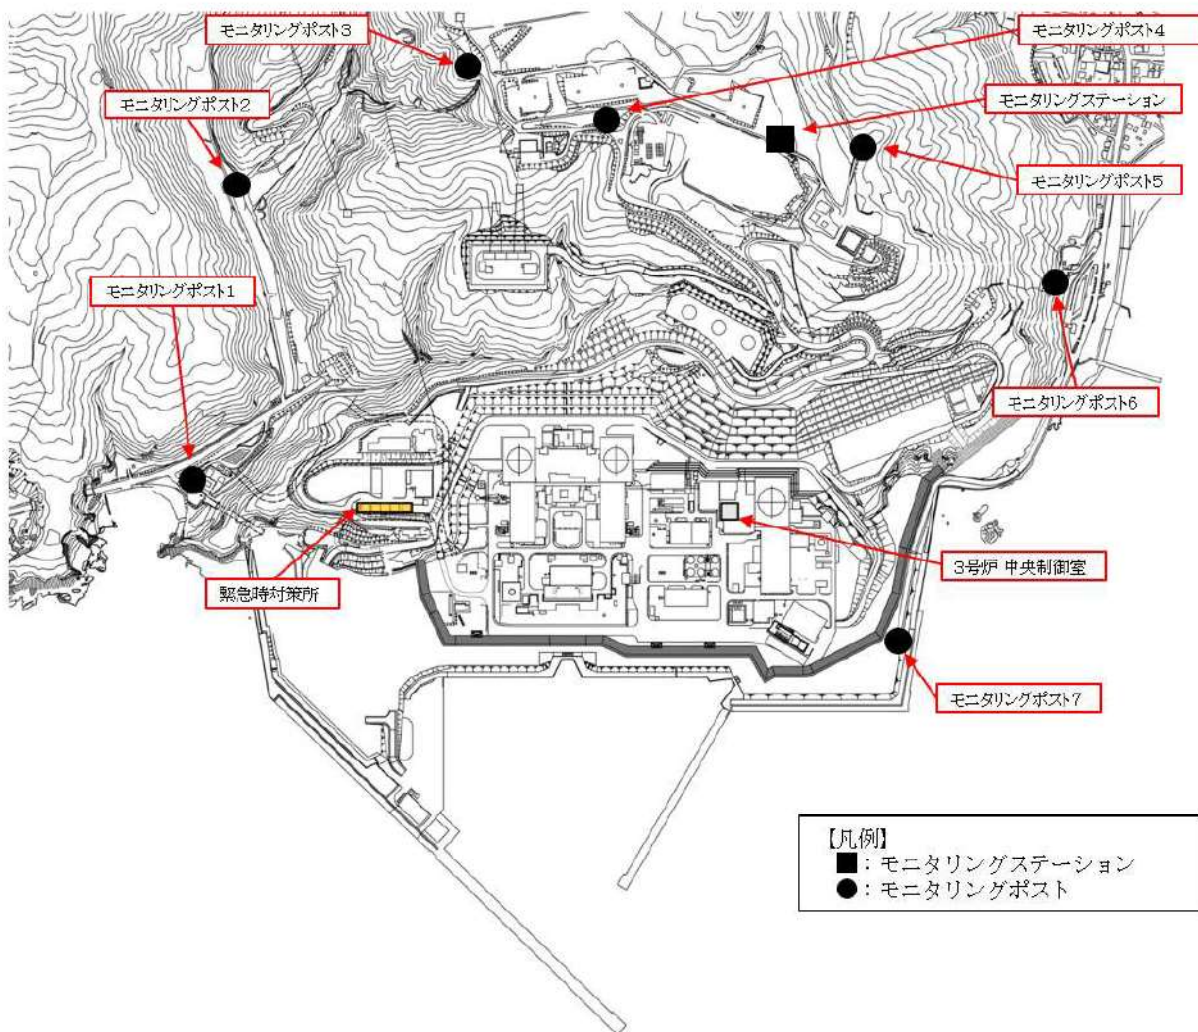 モニタリングポスト3
モニタリングポスト4
モニタリングポスト2
モニタリングステーション
モニタリングポスト5
モニタリングポスト1
モニタリングポスト6
3号炉 中央制御室
緊急時対策所
モニタリングポスト7
【凡例】
■：モニタリングステーション
●：モニタリングポスト